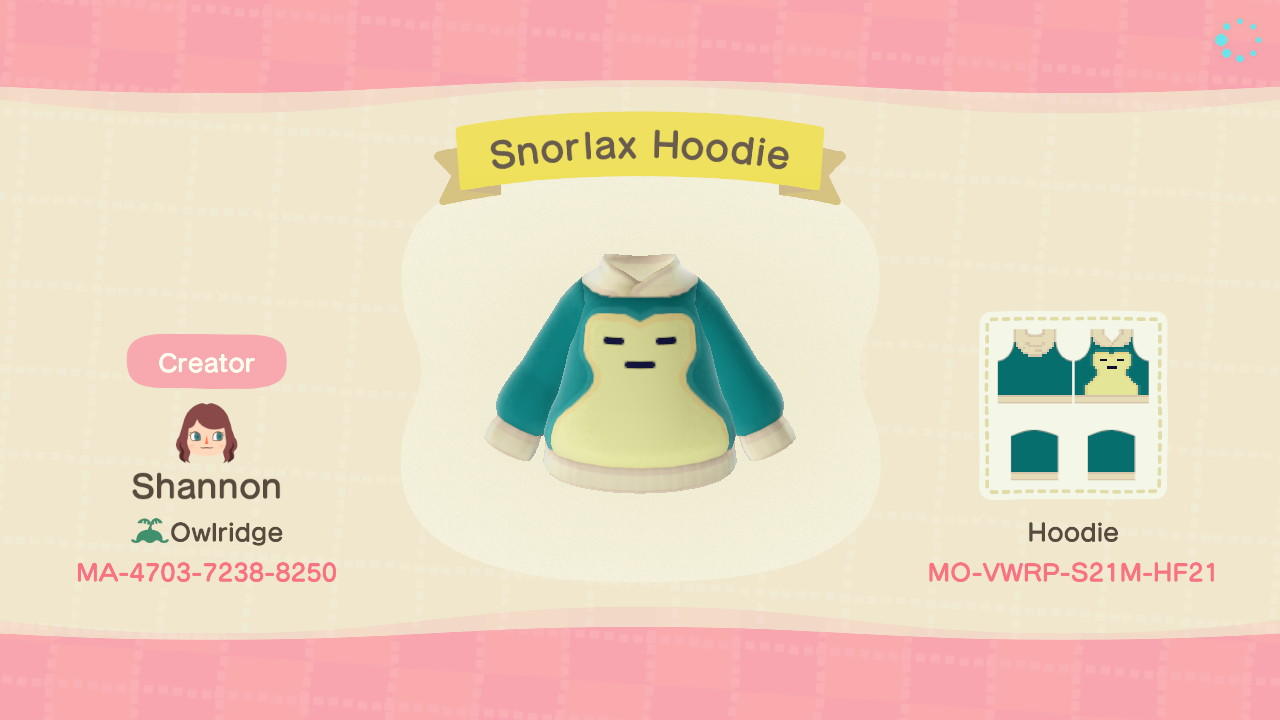 Snorlax Hoodie
Creator
Shannon
Owlridge
MA-4703-7238-8250
Hoodie
MO-VWRP-S21M-HF21